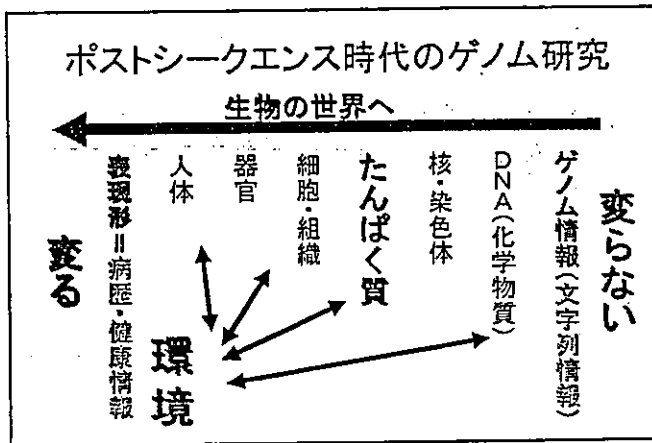 ポストシークエンス時代のゲノム研究
生物の世界へ
変らない
ゲノム情報(文字列情報)
DNA(化学物質)
核・染色体
たんぱく質
細胞・組織
器官
人体
表現形=病歴・健康情報
変る
環境